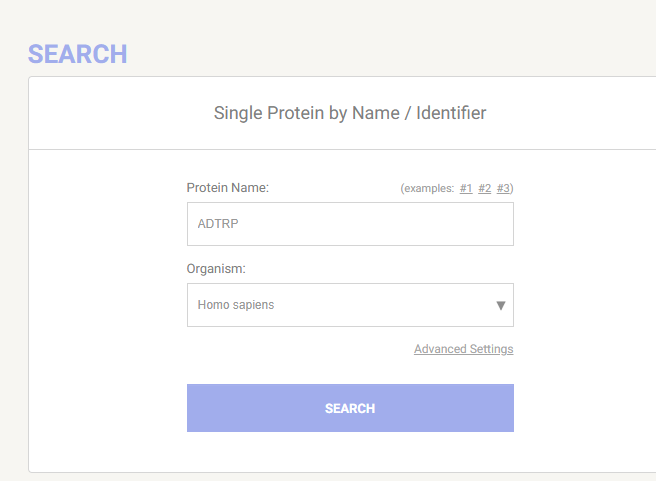 SEARCH
Single Protein by Name / Identifier
Protein Name: (examples: #1 #2 #3)
ADTRP
Organism:
Homo sapiens
Advanced Settings
SEARCH